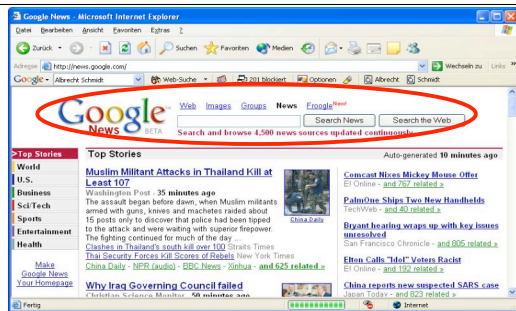 Google News - Microsoft Internet Explorer
Datei Bearbeiten Ansicht Favoriten Extras ?
Zurück Suchen Favoriten Medien
Adresse http://news.google.com/ Wechseln zu Links »
Google - Albrecht Schmidt Web-Suche 201 blockiert Optionen Albrecht Schmidt
Web Images Groups News Froogle New!
Google News BETA
Search News Search the Web
Search and browse 4,500 news sources updated continuously.
>Top Stories
World
U.S.
Business
Sci/Tech
Sports
Entertainment
Health
Make
Google News
Your Homepage
Top Stories Auto-generated 10 minutes ago
Muslim Militant Attacks in Thailand Kill at
Least 107
Washington Post - 35 minutes ago
The assault began before dawn, when Muslim militants
armed with guns, knives and machetes raided about
15 posts only to discover that police had been tipped
to the attack and were waiting with superior firepower.
The fighting continued for much of the day ...
Clashes in Thailand's south kill over 100 Straits Times
Thai Security Forces Kill Scores of Rebels New York Times
China Daily - NPR (audio) - BBC News - Xinhua - and 625 related »
China Daily
Why Iraq Governing Council failed
Christian Science Monitor - 50 minutes ago
Comcast Nixes Mickey Mouse Offer
E! Online - and 767 related »
PalmOne Ships Two New Handhelds
TechWeb - and 40 related »
Bryant hearing wraps up with key issues
unresolved
San Francisco Chronicle - and 805 related »
Elton Calls "Idol" Voters Racist
E! Online - and 192 related »
China reports new suspected SARS case
Japan Today - and 823 related »
Fertig Internet